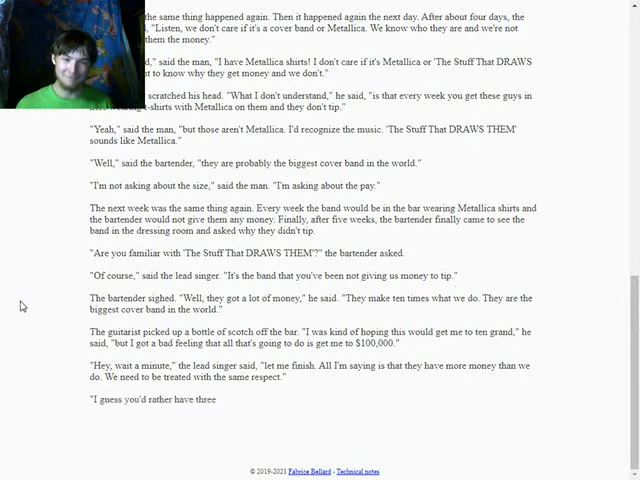 the same thing happened again. Then it happened again the next day. After about four days, the
"Listen, we don't care if it's a cover band or Metallica. We know who they are and we're not
them the money."
said the man, "I have Metallica shirts! I don't care if it's Metallica or 'The Stuff That DRAWS
to know why they get money and we don't."
scratched his head. "What I don't understand," he said, "is that every week you get these guys in
t-shirts with Metallica on them and they don't tip."
"Yeah," said the man, "but those aren't Metallica. I'd recognize the music. 'The Stuff That DRAWS THEM'
sounds like Metallica."
"Well," said the bartender, "they are probably the biggest cover band in the world."
"I'm not asking about the size," said the man. "I'm asking about the pay."
The next week was the same thing again. Every week the band would be in the bar wearing Metallica shirts and
the bartender would not give them any money. Finally, after five weeks, the bartender finally came to see the
band in the dressing room and asked why they didn't tip.
"Are you familiar with 'The Stuff That DRAWS THEM'?" the bartender asked.
"Of course," said the lead singer. "It's the band that you've been not giving us money to tip."
The bartender sighed. "Well, they got a lot of money," he said. "They make ten times what we do. They are the
biggest cover band in the world."
The guitarist picked up a bottle of scotch off the bar. "I was kind of hoping this would get me to ten grand," he
said, "but I got a bad feeling that all that's going to do is get me to $100,000."
"Hey, wait a minute," the lead singer said, "let me finish. All I'm saying is that they have more money than we
do. We need to be treated with the same respect."
"I guess you'd rather have three
© 2019-2021 Fabrice Bellard - Technical notes